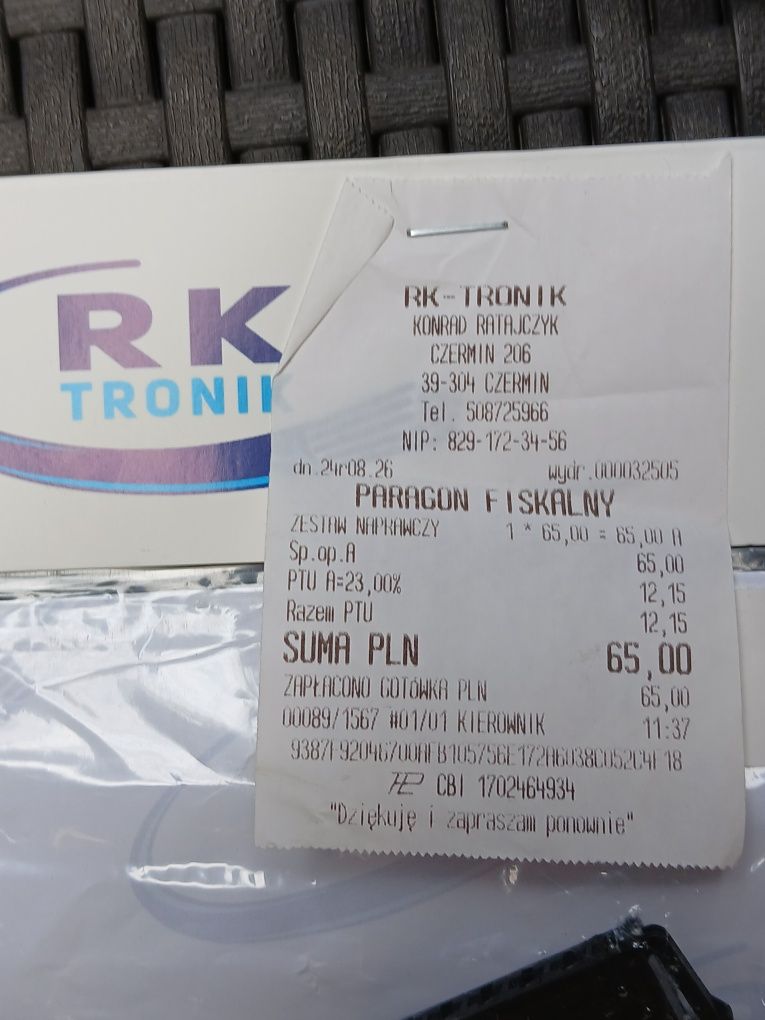 RK
TRONIK
RK-TRONIK
KONRAD RATAJCZYK
CZERMIN 206
39-304 CZERMIN
Tel. 508725966
NIP: 829-172-34-56
dn.24r08.26 wydr.000032505
PARAGON FISKALNY
ZESTAW NAPRAWCZY 1 * 65,00 = 65,00 A
Sp.op.A 65,00
PTU A=23,00% 12,15
Razem PTU 12,15
SUMA PLN 65,00
ZAPŁACONO GOTÓWKA PLN 65,00
00089/1567 #01/01 KIEROWNIK 11:37
CBI 1702464934
"Dziękuję i zapraszam ponownie"